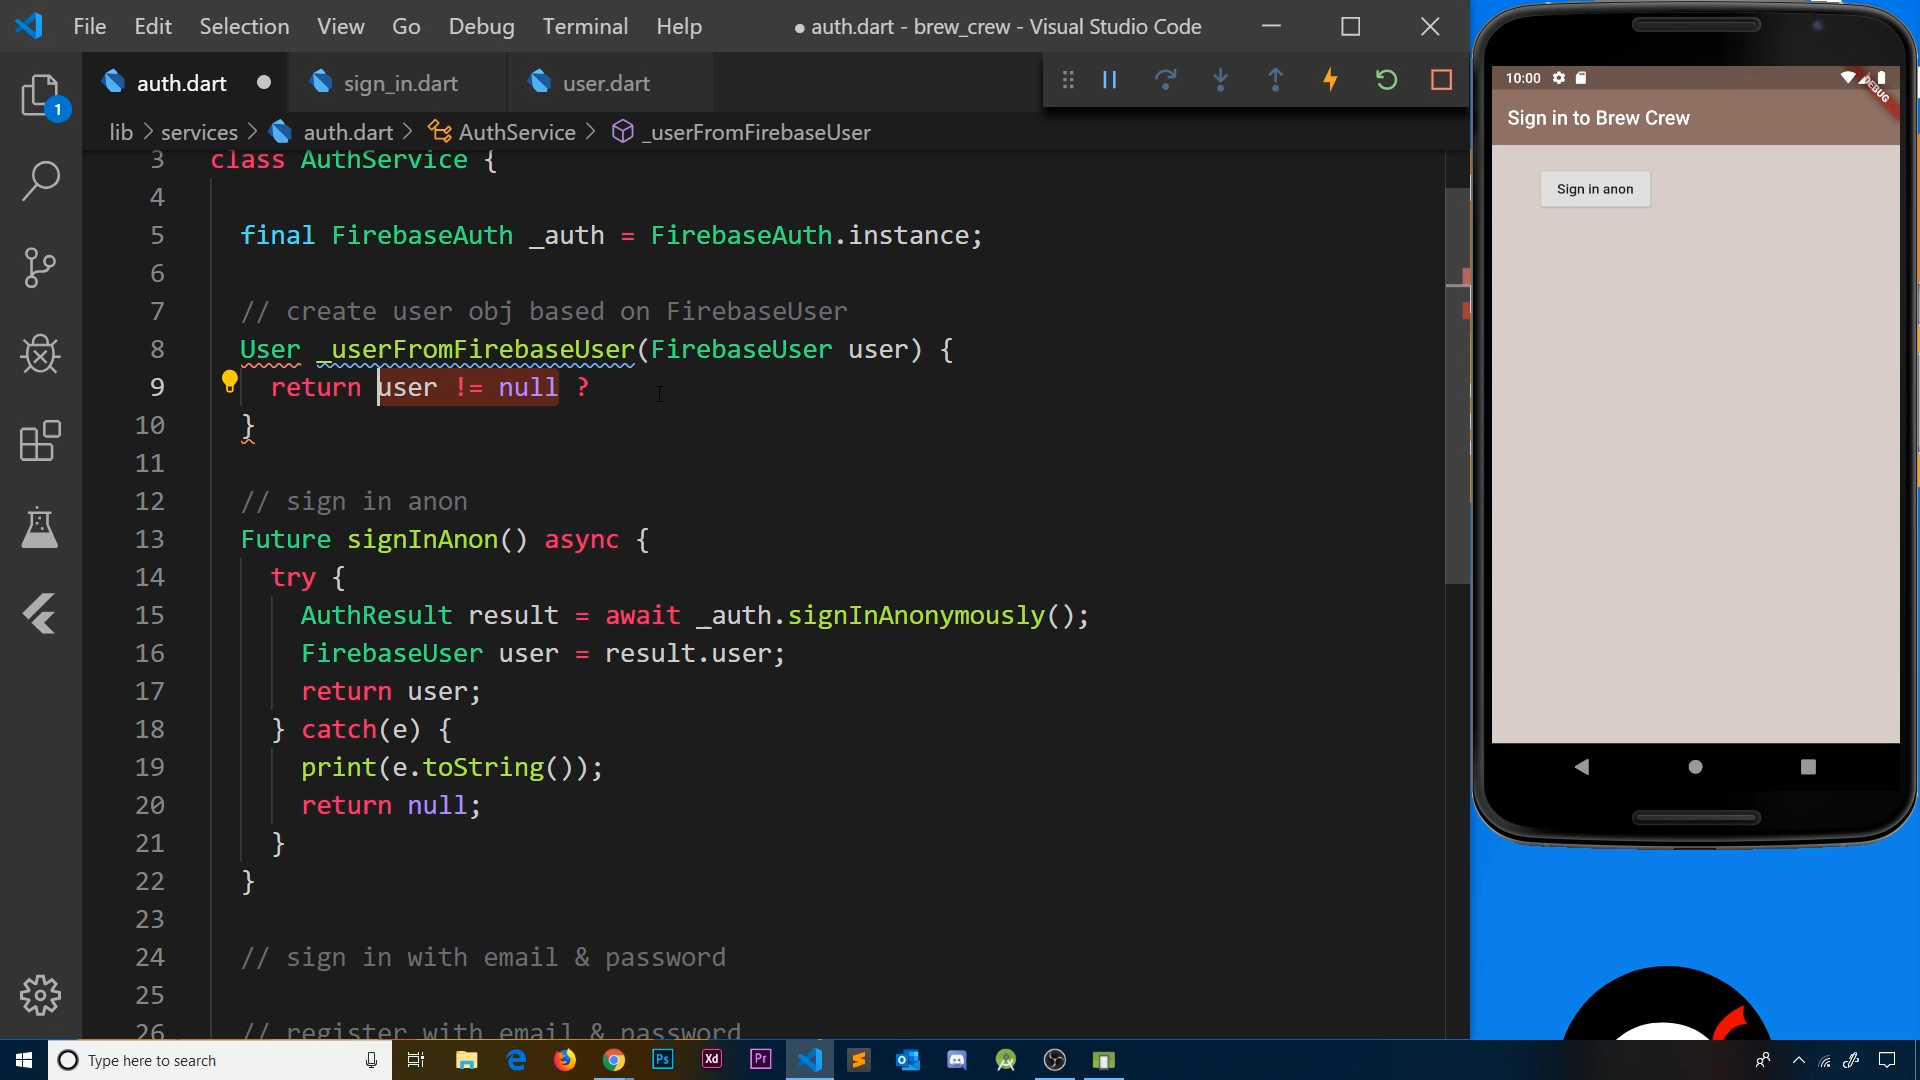 File Edit Selection View Go Debug Terminal Help
● auth.dart - brew_crew - Visual Studio Code
auth.dart ● sign_in.dart user.dart
lib > services > auth.dart > AuthService > _userFromFirebaseUser
1
3 class AuthService {
4
5 final FirebaseAuth _auth = FirebaseAuth.instance;
6
7 // create user obj based on FirebaseUser
8 User _userFromFirebaseUser(FirebaseUser user) {
9 return user != null ?
10 }
11
12 // sign in anon
13 Future signInAnon() async {
14 try {
15 AuthResult result = await _auth.signInAnonymously();
16 FirebaseUser user = result.user;
17 return user;
18 } catch(e) {
19 print(e.toString());
20 return null;
21 }
22 }
23
24 // sign in with email & password
25
26 // register with email & password
10:00
DEBUG
Sign in to Brew Crew
Sign in anon
Type here to search
Ps
Xd
Pr